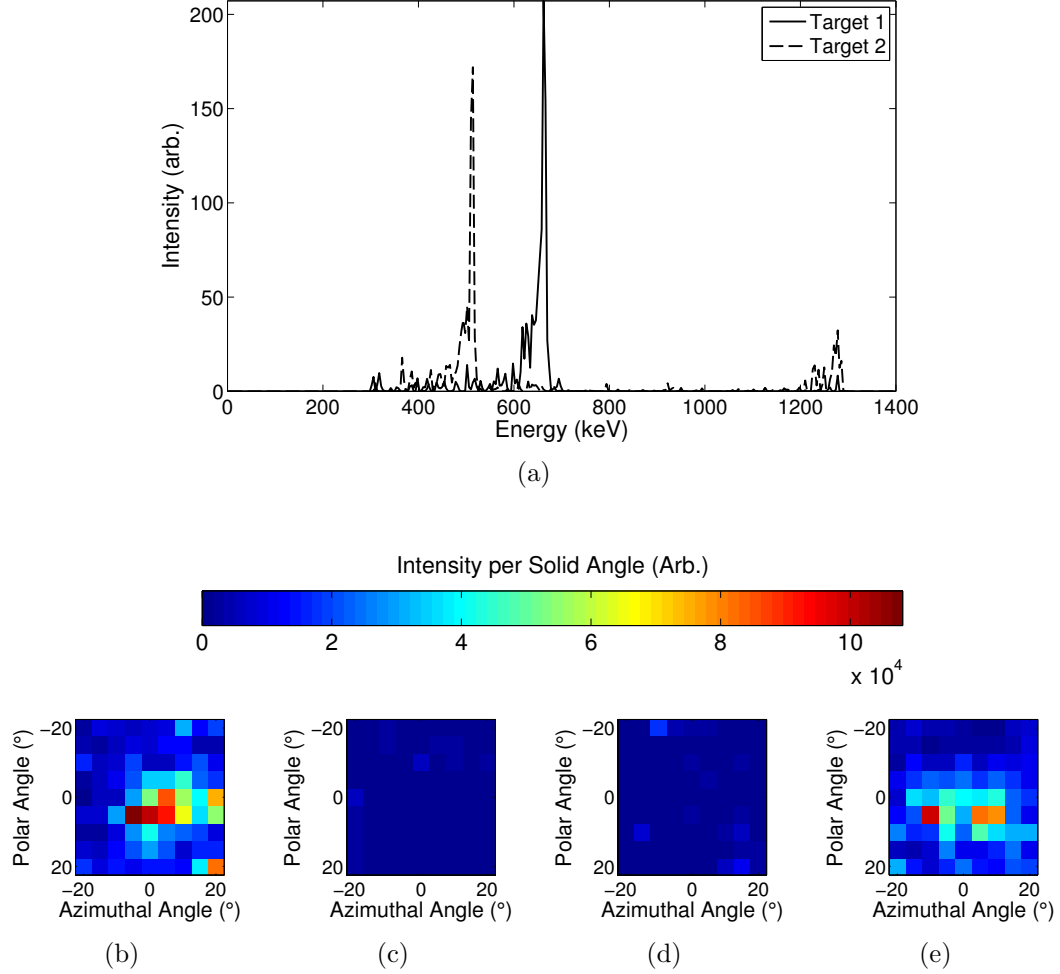 200
150
100
50
0
Intensity (arb.)
Target 1
Target 2
0 200 400 600 800 1000 1200 1400
Energy (keV)
(a)
Intensity per Solid Angle (Arb.)
0 2 4 6 8 10
x 10^4
−20
0
20
Polar Angle (°)
−20 0 20
Azimuthal Angle (°)
(b)
−20
0
20
Polar Angle (°)
−20 0 20
Azimuthal Angle (°)
(c)
−20
0
20
Polar Angle (°)
−20 0 20
Azimuthal Angle (°)
(d)
−20
0
20
Polar Angle (°)
−20 0 20
Azimuthal Angle (°)
(e)